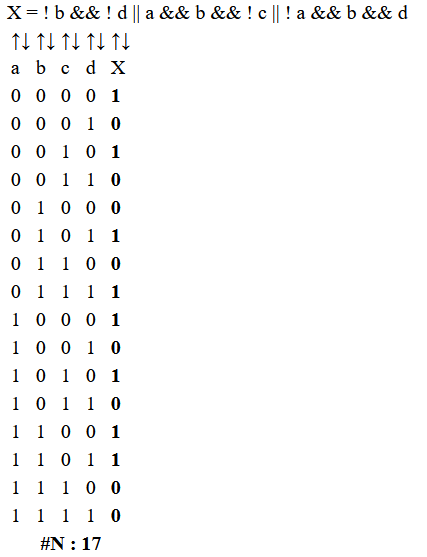 X = ! b && ! d || a && b && ! c || ! a && b && d
↑↓ ↑↓ ↑↓ ↑↓ ↑↓
a b c d X
0 0 0 0 1
0 0 0 1 0
0 0 1 0 1
0 0 1 1 0
0 1 0 0 0
0 1 0 1 1
0 1 1 0 0
0 1 1 1 1
1 0 0 0 1
1 0 0 1 0
1 0 1 0 1
1 0 1 1 0
1 1 0 0 1
1 1 0 1 1
1 1 1 0 0
1 1 1 1 0
#N : 17